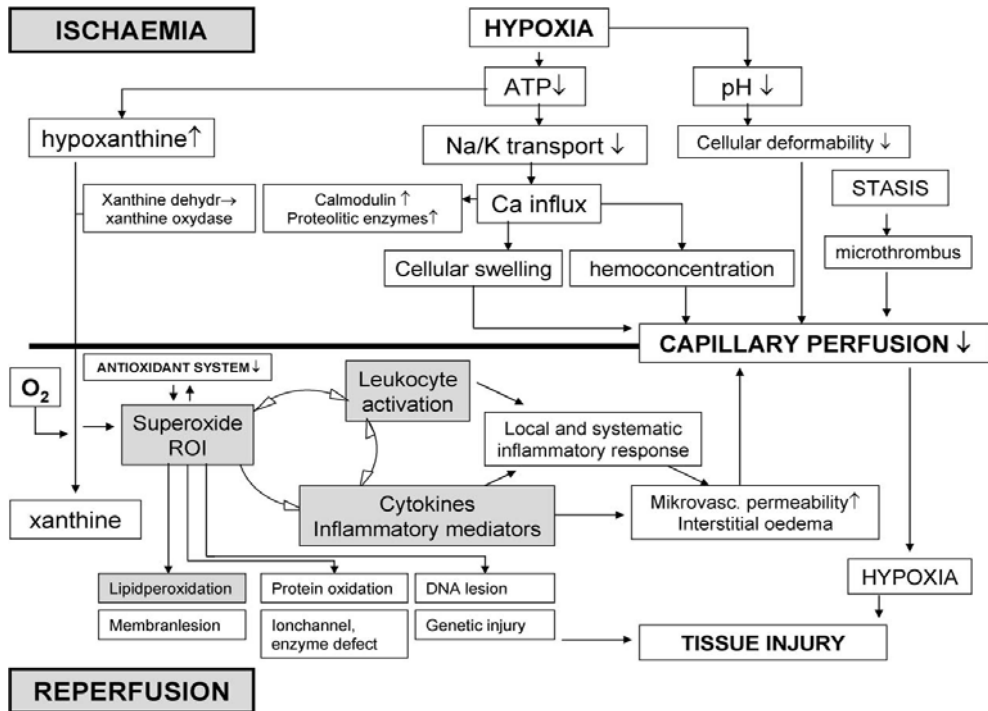 ISCHAEMIA
HYPOXIA
ATP↓
pH ↓
hypoxanthine↑
Na/K transport ↓
Cellular deformability ↓
Xanthine dehydr→
xanthine oxydase
Calmodulin ↑
Proteolitic enzymes↑
Ca influx
STASIS
microthrombus
Cellular swelling
hemoconcentration
CAPILLARY PERFUSION ↓
O₂
ANTIOXIDANT SYSTEM↓
Leukocyte
activation
Superoxide
ROI
Local and systematic
inflammatory response
Cytokines
Inflammatory mediators
Mikrovasc. permeability↑
Interstitial oedema
xanthine
HYPOXIA
Lipidperoxidation
Protein oxidation
DNA lesion
Membranlesion
Ionchannel,
enzyme defect
Genetic injury
TISSUE INJURY
REPERFUSION